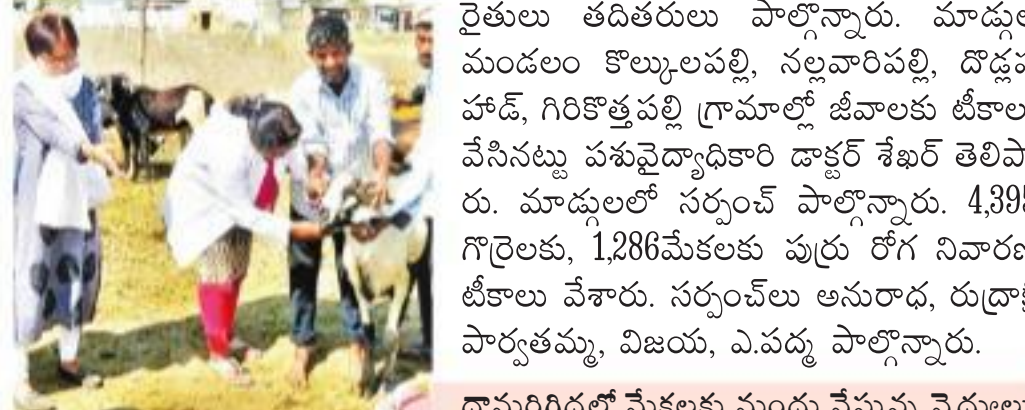 రైతులు తదితరులు పాల్గొన్నారు. మాడ్గుల
మండలం కొల్కులపల్లి, నల్లవారిపల్లి, దొడ్లప
హాడ్, గిరికొత్తపల్లి గ్రామాల్లో జీవాలకు టీకాలు
వేసినట్టు పశువైద్యాధికారి డాక్టర్ శేఖర్ తెలిపా
రు. మాడ్గులలో సర్పంచ్ పాల్గొన్నారు. 4,395
గొర్రెలకు, 1,286మేకలకు పుర్రు రోగ నివారణ
టీకాలు వేశారు. సర్పంచ్‌లు అనురాధ,
పార్వతమ్మ, విజయ, ఎ.పద్మ పాల్గొన్నారు.